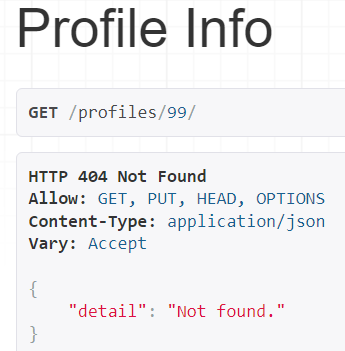 Profile Info
GET /profiles/99/
HTTP 404 Not Found
Allow: GET, PUT, HEAD, OPTIONS
Content-Type: application/json
Vary: Accept
{
    "detail": "Not found."
}